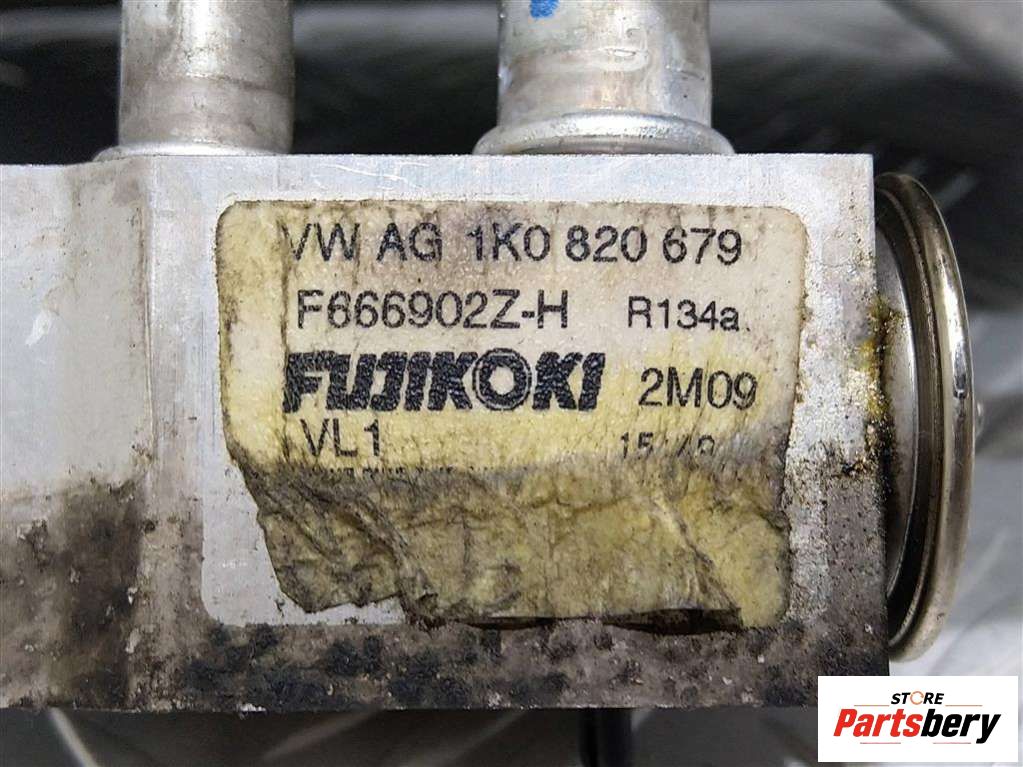 VW AG 1K0 820 679
F666902Z-H R134a
FUJIKOKI 2M09
VL1
STORE
Partsbery